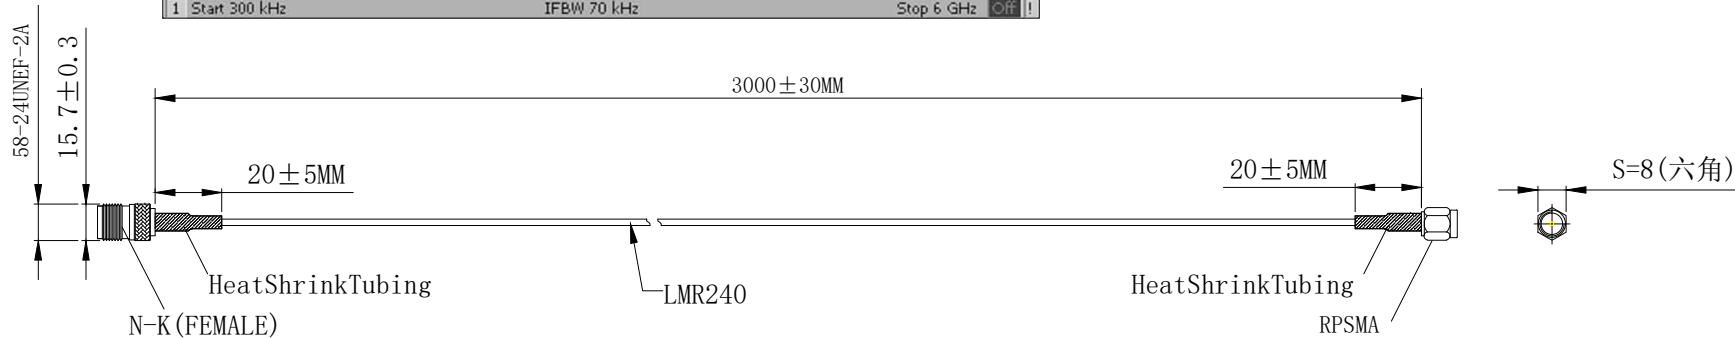 1 Start 300 kHz IFBW 70 kHz Stop 6 GHz Off !
58-24UNEF-2A
15.7±0.3
3000±30MM
20±5MM
20±5MM
S=8(六角)
HeatShrinkTubing
LMR240
HeatShrinkTubing
N-K(FEMALE)
RPSMA